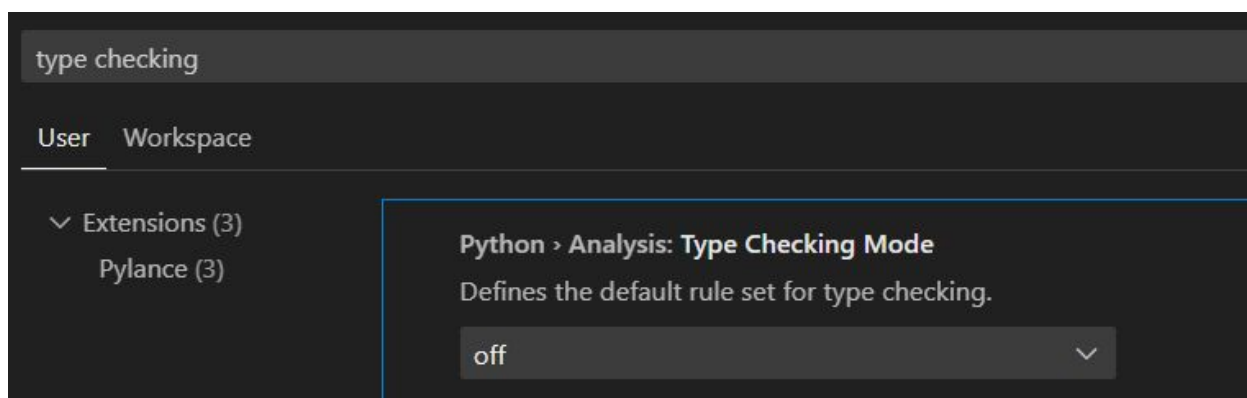 type checking
User Workspace
Extensions (3)
Pylance (3)
Python › Analysis: Type Checking Mode
Defines the default rule set for type checking.
off